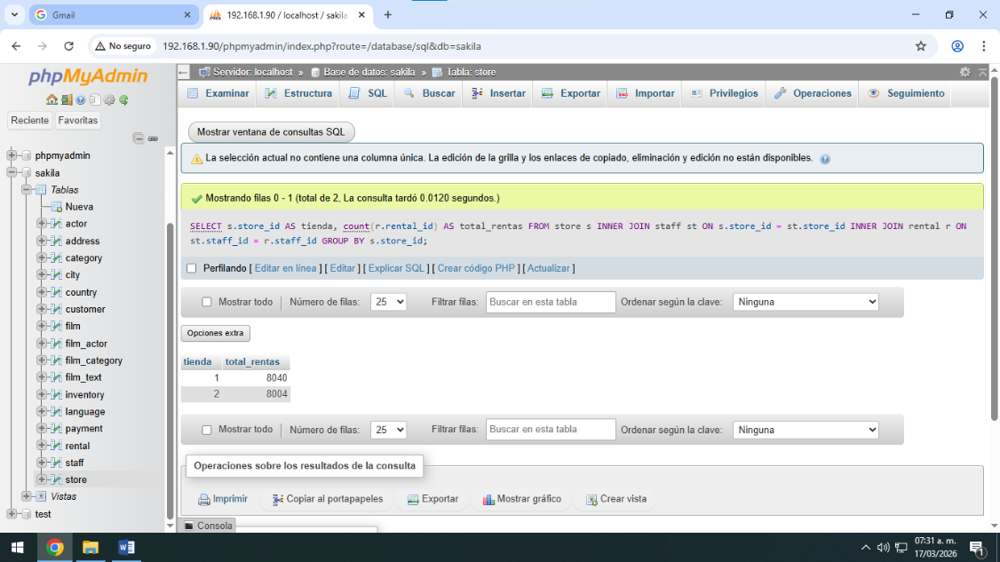 Gmail
192.168.1.90 / localhost / sakila
No seguro
192.168.1.90/phpmyadmin/index.php?route=/database/sql&db=sakila
phpMyAdmin
Reciente
Favoritas
phpmyadmin
sakila
Tablas
Nueva
actor
address
category
city
country
customer
film
film_actor
film_category
film_text
inventory
language
payment
rental
staff
store
Vistas
test
Servidor: localhost » Base de datos: sakila » Tabla: store
Examinar Estructura SQL Buscar Insertar Exportar Importar Privilegios Operaciones Seguimiento
Mostrar ventana de consultas SQL
La selección actual no contiene una columna única. La edición de la grilla y los enlaces de copiado, eliminación y edición no están disponibles.
Mostrando filas 0 - 1 (total de 2, La consulta tardó 0.0120 segundos.)
SELECT s.store_id AS tienda, count(r.rental_id) AS total_rentas FROM store s INNER JOIN staff st ON s.store_id = st.store_id INNER JOIN rental r ON
st.staff_id = r.staff_id GROUP BY s.store_id;
Perfilando [ Editar en línea ] [ Editar ] [ Explicar SQL ] [ Crear código PHP ] [ Actualizar ]
Mostrar todo Número de filas: 25 Filtrar filas: Buscar en esta tabla Ordenar según la clave: Ninguna
Opciones extra
tienda total_rentas
1 8040
2 8004
Mostrar todo Número de filas: 25 Filtrar filas: Buscar en esta tabla Ordenar según la clave: Ninguna
Operaciones sobre los resultados de la consulta
Imprimir Copiar al portapapeles Exportar Mostrar gráfico Crear vista
Consola
07:31 a. m.
17/03/2026
1